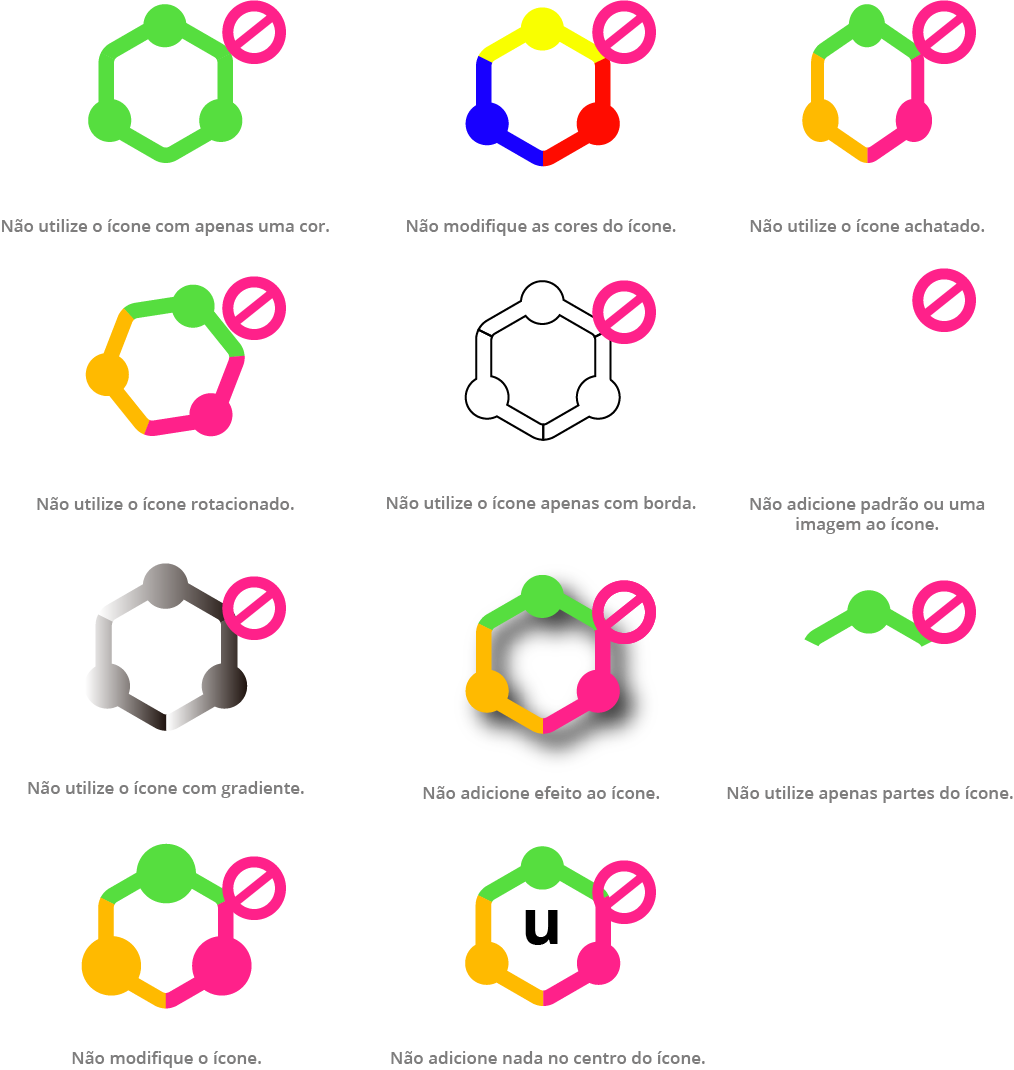 Não utilize o ícone com apenas uma cor.
Não modifique as cores do ícone.
Não utilize o ícone achatado.
Não utilize o ícone rotacionado.
Não utilize o ícone apenas com borda.
Não adicione padrão ou uma
imagem ao ícone.
Não utilize o ícone com gradiente.
Não adicione efeito ao ícone.
Não utilize apenas partes do ícone.
u
Não modifique o ícone.
Não adicione nada no centro do ícone.